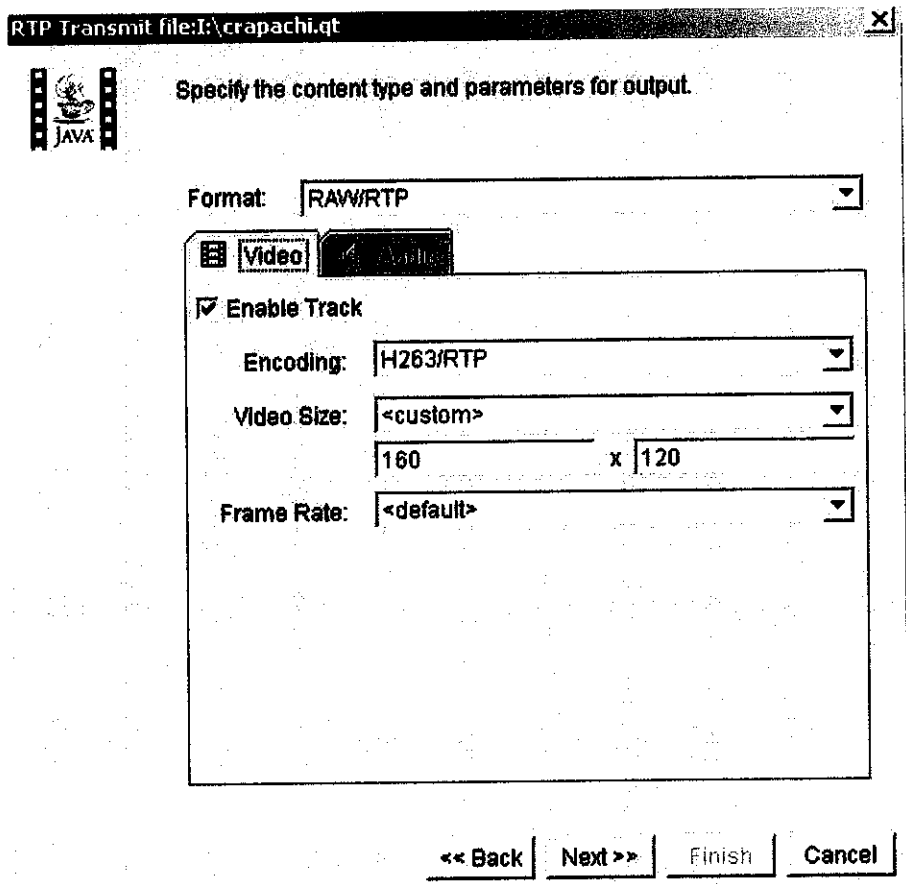 RTP Transmit file:I:\crapachi.qt
JAVA
Specify the content type and parameters for output.
Format: RAW/RTP
Video Audio
Enable Track
Encoding: H263/RTP
Video Size: <custom>
160 x 120
Frame Rate: <default>
<< Back Next >> Finish Cancel